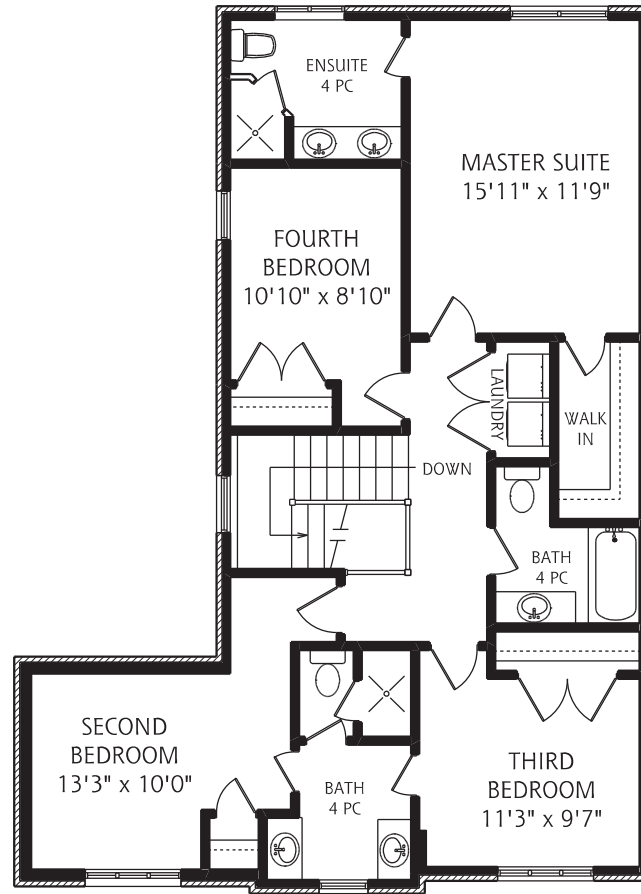 ENSUITE
4 PC
MASTER SUITE
15'11" x 11'9"
FOURTH
BEDROOM
10'10" x 8'10"
LAUNDRY
WALK
IN
DOWN
BATH
4 PC
SECOND
BEDROOM
13'3" x 10'0"
BATH
4 PC
THIRD
BEDROOM
11'3" x 9'7"